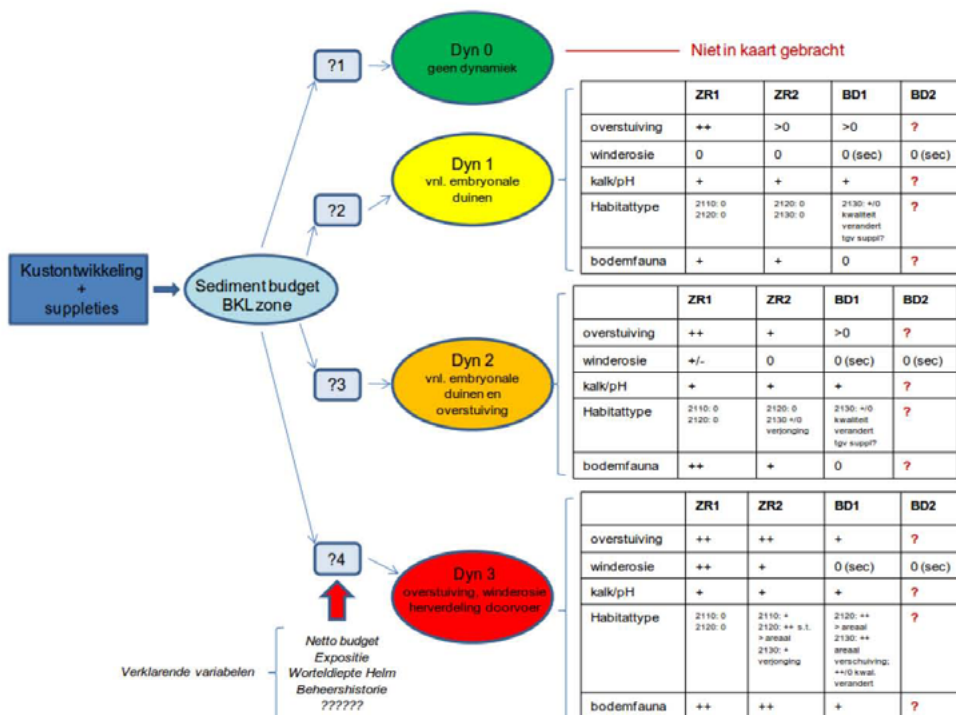 ?1
Dyn 0
geen dynamiek
Niet in kaart gebracht
ZR1 ZR2 BD1 BD2
overstuiving ++ >0 >0 ?
winderosie 0 0 0 (sec) 0 (sec)
kalk/pH + + + ?
Habitattype 2110: 0 2120: 0 2130: +/0 ?
2120: 0 2130: 0 kwaliteit
verandert
tgv suppl?
bodemfauna + + 0 ?
Dyn 1
vnl. embryonale
duinen
?2
Kustontwikkeling
+
suppleties
Sediment budget
BKL zone
?3
Dyn 2
vnl. embryonale
duinen en
overstuiving
ZR1 ZR2 BD1 BD2
overstuiving ++ + >0 ?
winderosie +/- 0 0 (sec) 0 (sec)
kalk/pH + + + ?
Habitattype 2110: 0 2120: 0 2130: +/0 ?
2120: 0 2130 +/0 kwaliteit
verjonging verandert
tgv suppl?
bodemfauna ++ + 0 ?
?4
Dyn 3
overstuiving, winderosie
herverdeling doorvoer
ZR1 ZR2 BD1 BD2
overstuiving ++ ++ + ?
winderosie ++ + 0 (sec) 0 (sec)
kalk/pH + + + ?
Habitattype 2110: 0 2110: + 2120: ++ ?
2120: 0 2120: ++ s.t. > areaal
> areaal 2130: ++
2130: + areaal
verjonging verschuiving;
++/0 kwal.
verandert
bodemfauna ++ ++ + ?
Verklarende variabelen
Netto budget
Expositie
Worteldiepte Helm
Beheershistorie
??????